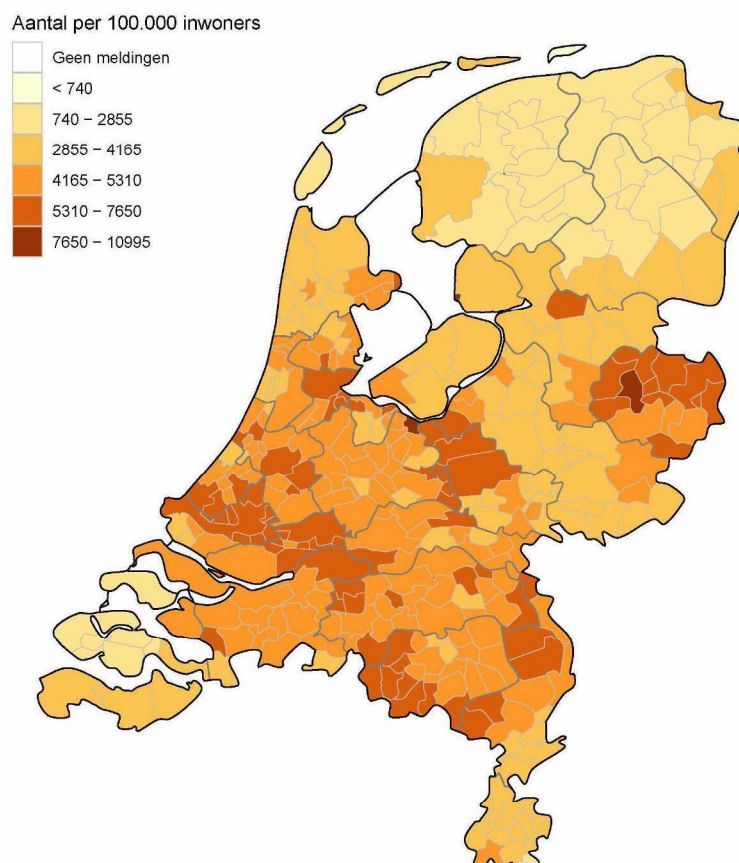 Aantal per 100.000 inwoners
Geen meldingen
< 740
740 – 2855
2855 – 4165
4165 – 5310
5310 – 7650
7650 – 10995